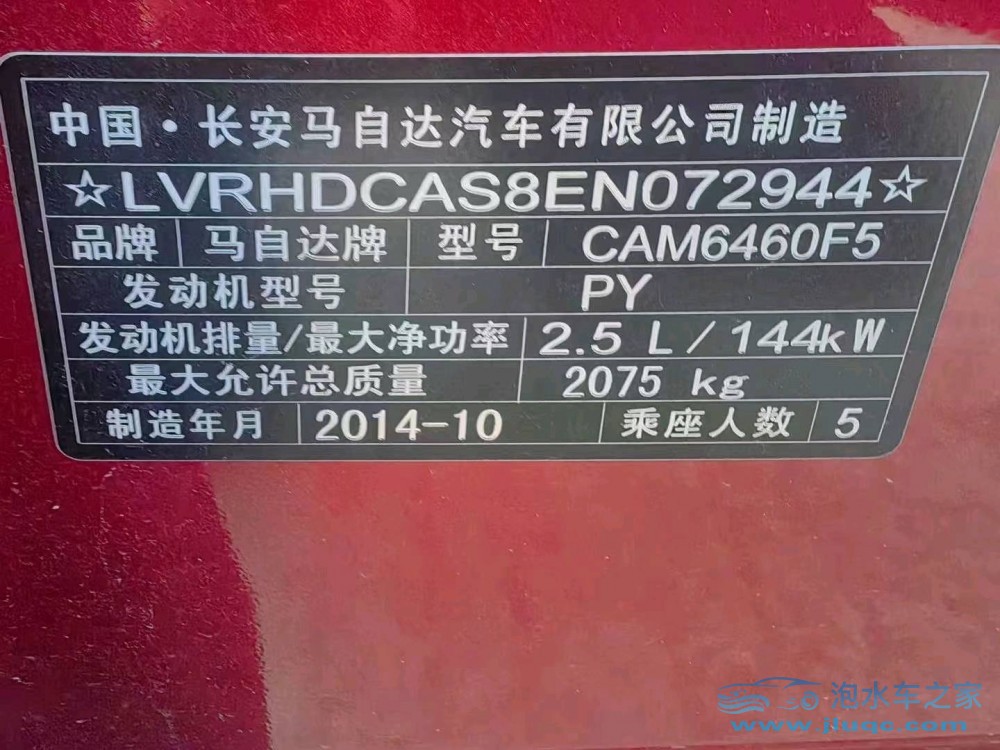 中国·长安马自达汽车有限公司制造
☆LVRHDCAS8EN072944☆
品牌 马自达牌 型号 CAM6460F5
发动机型号 PY
发动机排量/最大净功率 2.5 L / 144kW
最大允许总质量 2075 kg
制造年月 2014-10 乘座人数 5
泡水车之家
www.jluqc.com